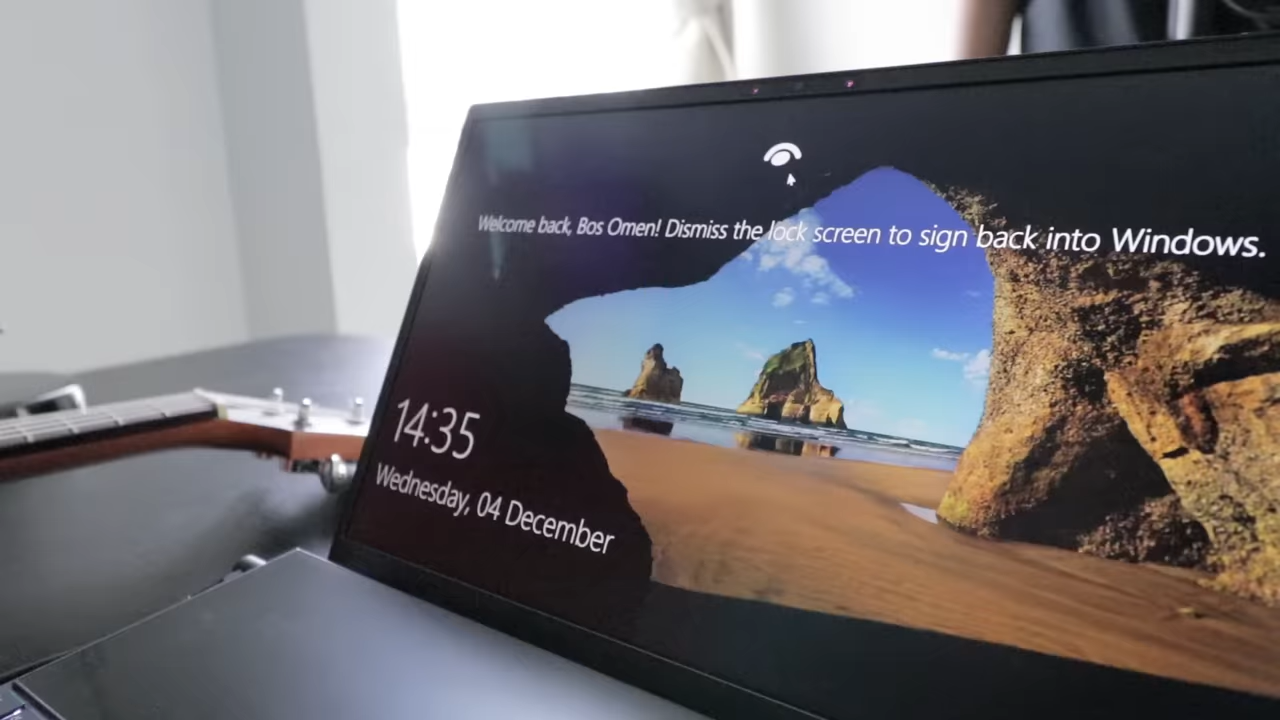 Welcome back, Bos Omen! Dismiss the lock screen to sign back into Windows.
14:35
Wednesday, 04 December